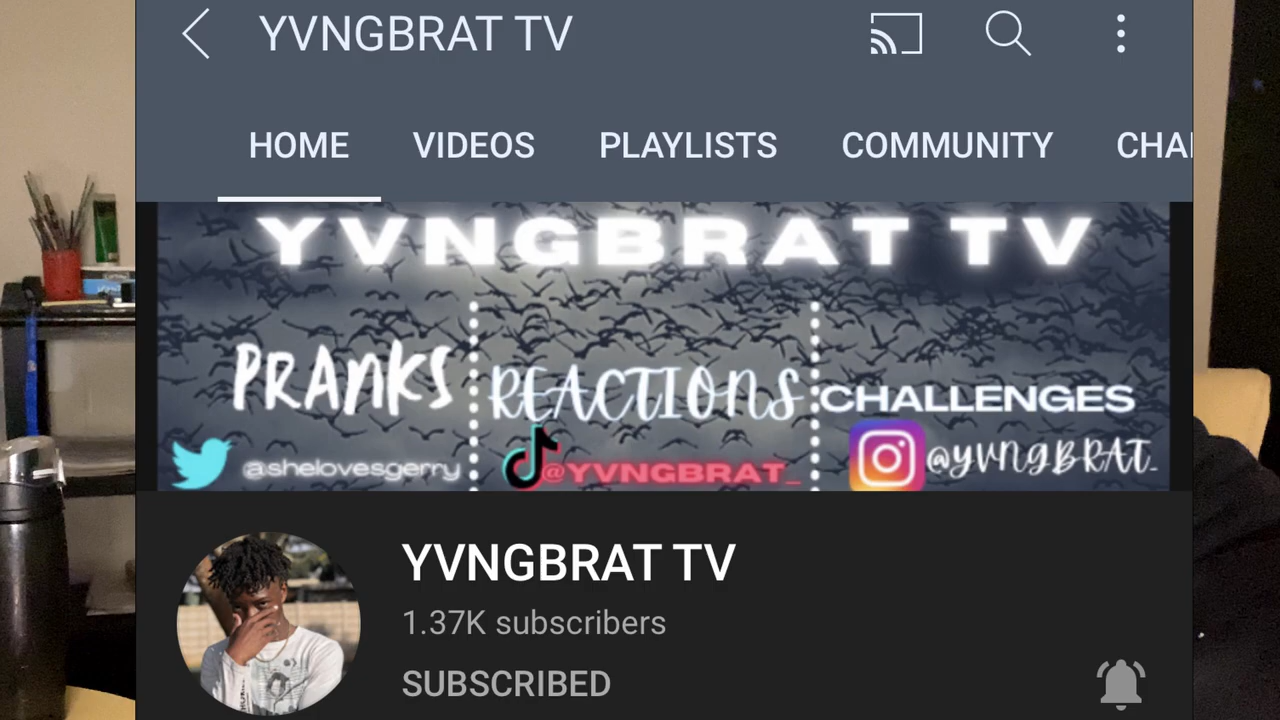 YVNGBRAT TV
HOME VIDEOS PLAYLISTS COMMUNITY CHA
YVNGBRAT TV
PRANKS REACTIONS CHALLENGES
@shelovesgerry @YVNGBRAT_ @YVNGBRAT_
YVNGBRAT TV
1.37K subscribers
SUBSCRIBED